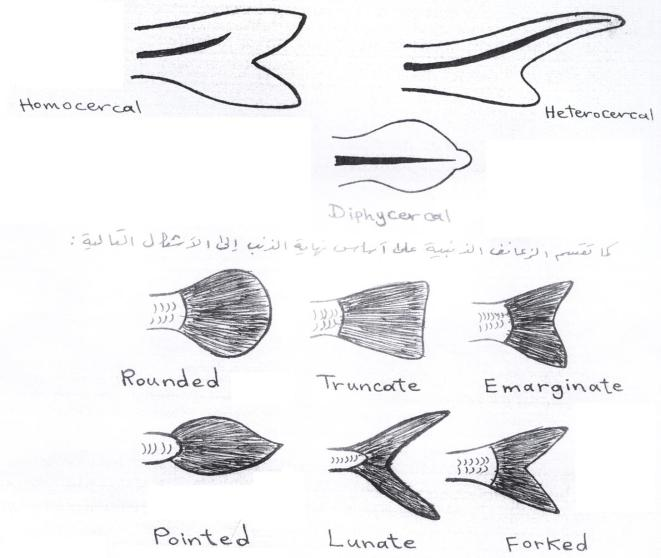 Homocercal
Heterocercal
Diphycercal
كما تقسم الزعانف الذنبية على أساس نهاية الذنب إلى الأشكال التالية :
Rounded Truncate Emarginate
Pointed Lunate Forked